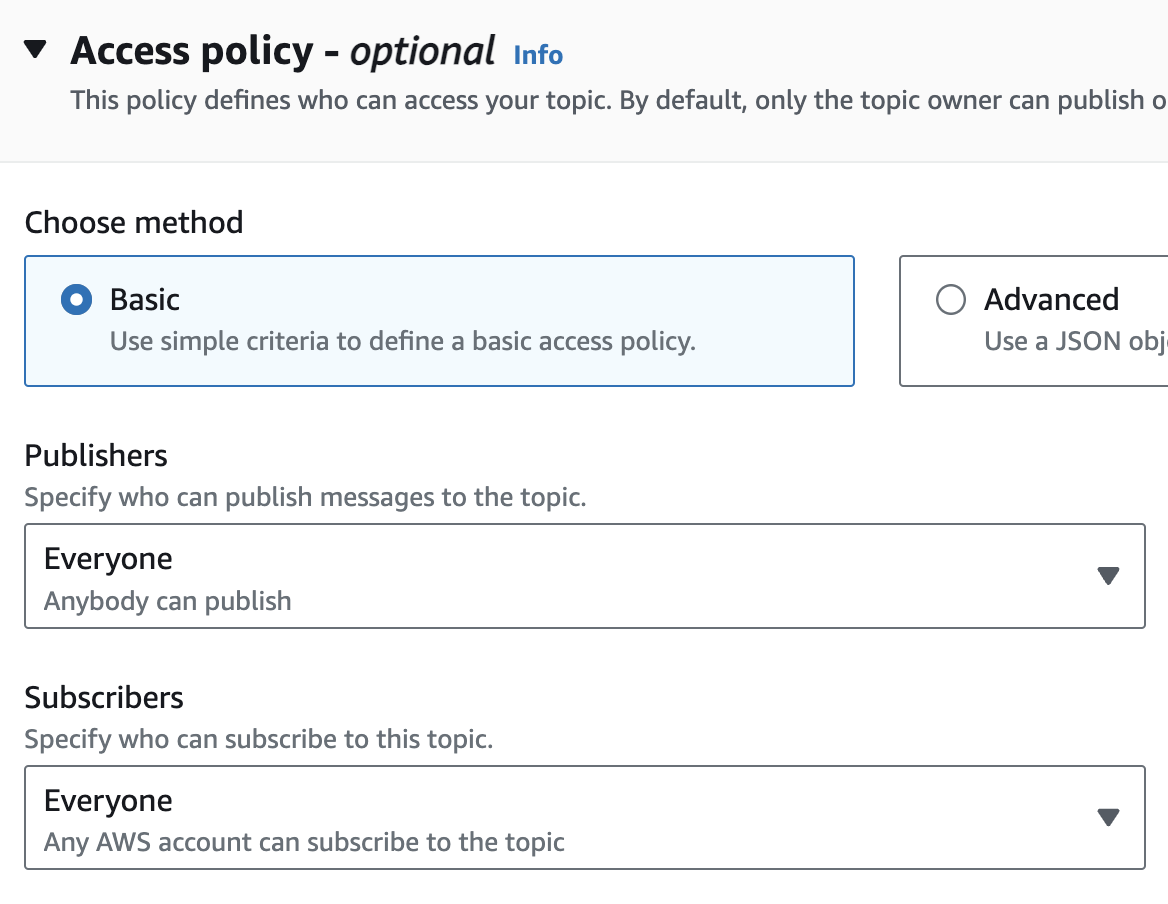 Access policy - optional Info
This policy defines who can access your topic. By default, only the topic owner can publish
Choose method
Basic
Use simple criteria to define a basic access policy.
Advanced
Use a JSON
Publishers
Specify who can publish messages to the topic.
Everyone
Anybody can publish
Subscribers
Specify who can subscribe to this topic.
Everyone
Any AWS account can subscribe to the topic